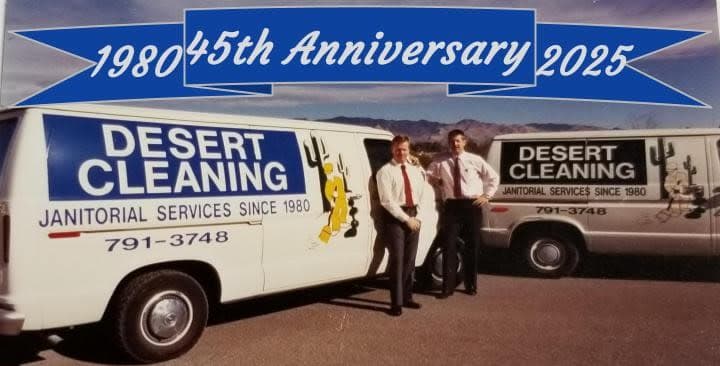 1980 45th Anniversary 2025
DESERT
CLEANING
JANITORIAL SERVICES SINCE 1980
791-3748
DESERT
CLEANING
JANITORIAL SERVICES SINCE 1980
791-3748